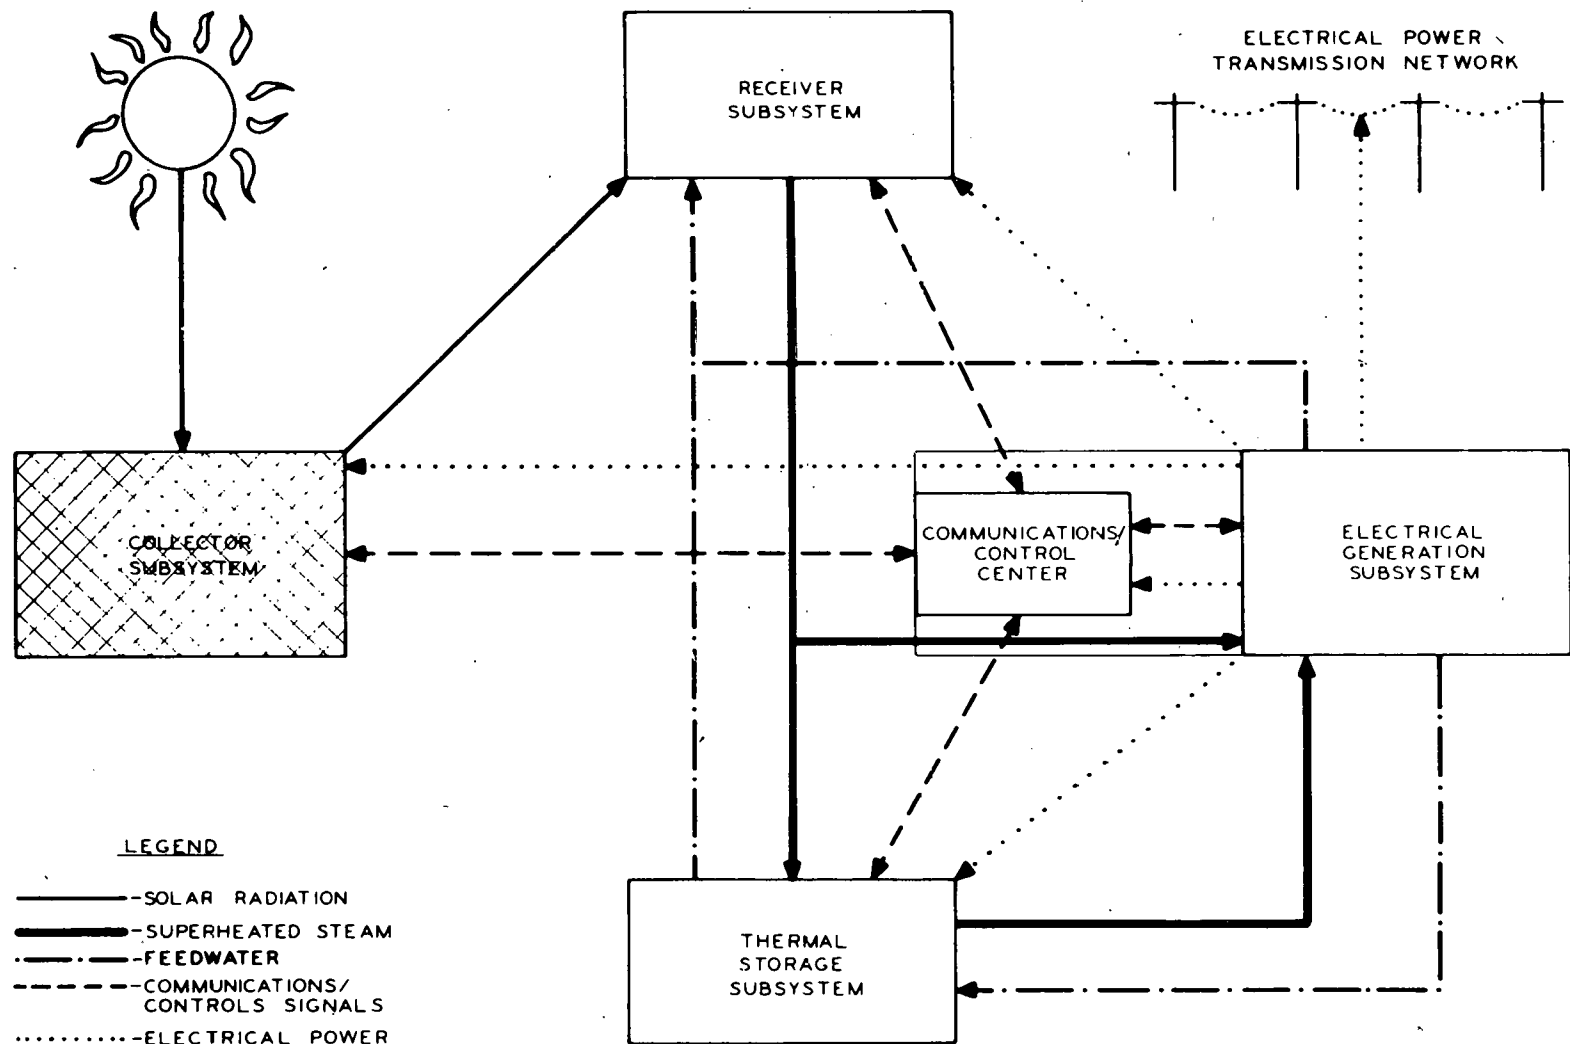 RECEIVER
SUBSYSTEM
ELECTRICAL POWER
TRANSMISSION NETWORK
COLLECTOR
SUBSYSTEM
COMMUNICATIONS/
CONTROL
CENTER
ELECTRICAL
GENERATION
SUBSYSTEM
THERMAL
STORAGE
SUBSYSTEM
LEGEND
-SOLAR RADIATION
-SUPERHEATED STEAM
-FEEDWATER
-COMMUNICATIONS/
CONTROLS SIGNALS
-ELECTRICAL POWER